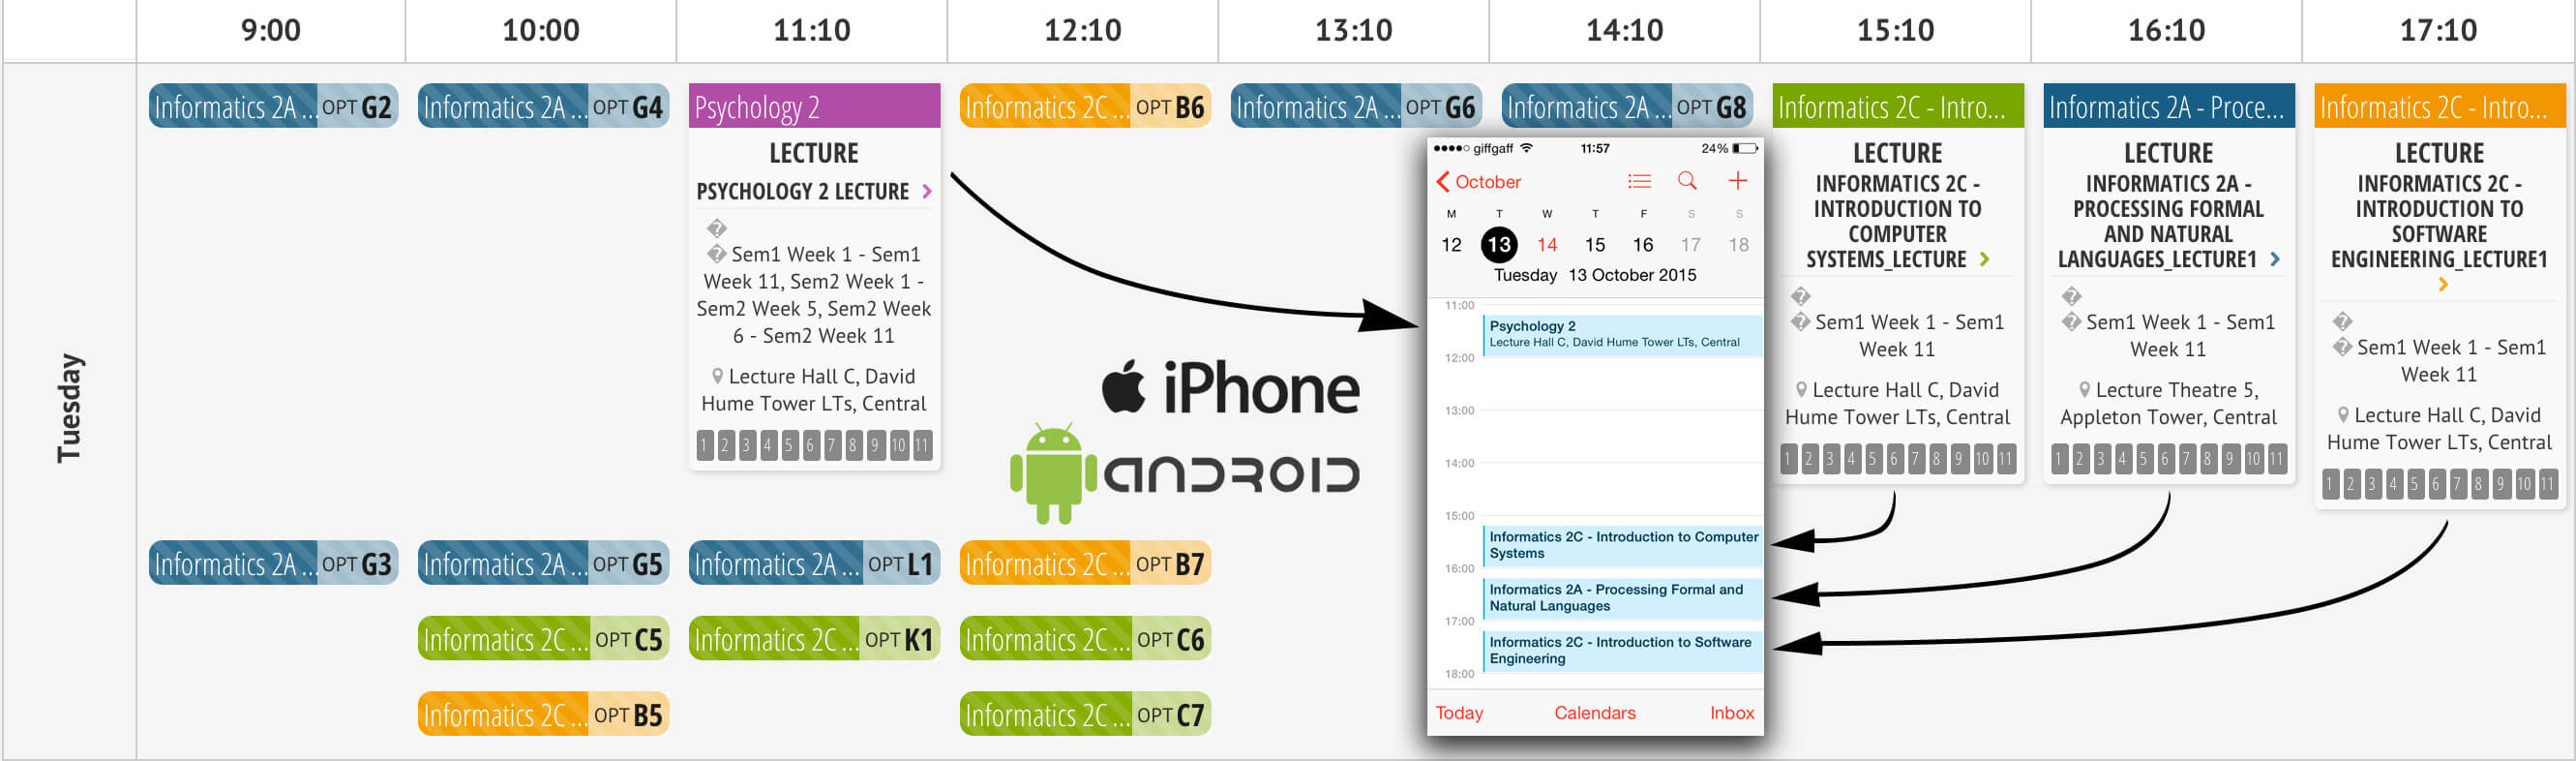 9:00 10:00 11:10 12:10 13:10 14:10 15:10 16:10 17:10
Tuesday
Informatics 2A ... OPT G2
Informatics 2A ... OPT G4
Psychology 2
LECTURE
PSYCHOLOGY 2 LECTURE
Sem1 Week 1 - Sem1
Week 11, Sem2 Week 1 -
Sem2 Week 5, Sem2 Week
6 - Sem2 Week 11
Lecture Hall C, David
Hume Tower LTs, Central
1 2 3 4 5 6 7 8 9 10 11
Informatics 2C ... OPT B6
Informatics 2A ... OPT G6
Informatics 2A ... OPT G8
Informatics 2C - Intro...
LECTURE
INFORMATICS 2C -
INTRODUCTION TO
COMPUTER
SYSTEMS_LECTURE
Sem1 Week 1 - Sem1
Week 11
Lecture Hall C, David
Hume Tower LTs, Central
1 2 3 4 5 6 7 8 9 10 11
Informatics 2A - Proce...
LECTURE
INFORMATICS 2A -
PROCESSING FORMAL
AND NATURAL
LANGUAGES_LECTURE1
Sem1 Week 1 - Sem1
Week 11
Lecture Theatre 5,
Appleton Tower, Central
1 2 3 4 5 6 7 8 9 10 11
Informatics 2C - Intro...
LECTURE
INFORMATICS 2C -
INTRODUCTION TO
SOFTWARE
ENGINEERING_LECTURE1
Sem1 Week 1 - Sem1
Week 11
Lecture Hall C, David
Hume Tower LTs, Central
1 2 3 4 5 6 7 8 9 10 11
iPhone
ANDROID
giffgaff 11:57 24%
October
M T W T F S S
12 13 14 15 16 17 18
Tuesday 13 October 2015
11:00
Psychology 2
Lecture Hall C, David Hume Tower LTs, Central
12:00
13:00
14:00
15:00
Informatics 2C - Introduction to Computer
Systems
16:00
Informatics 2A - Processing Formal and
Natural Languages
17:00
Informatics 2C - Introduction to Software
Engineering
18:00
Today Calendars Inbox
Informatics 2A ... OPT G3
Informatics 2A ... OPT G5
Informatics 2A ... OPT L1
Informatics 2C ... OPT B7
Informatics 2C ... OPT C5
Informatics 2C ... OPT K1
Informatics 2C ... OPT C6
Informatics 2C ... OPT B5
Informatics 2C ... OPT C7